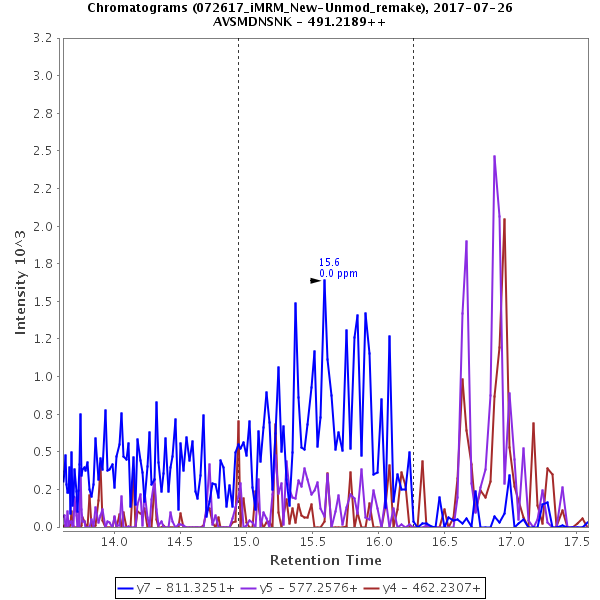 Chromatograms (072617_iMRM_New-Unmod_remake), 2017-07-26
AVSMDNSNK - 491.2189++
Intensity 10^3
3.2
3.0
2.8
2.5
2.2
2.0
1.8
1.5
1.2
1.0
0.8
0.5
0.2
0.0
15.6
0.0 ppm
14.0 14.5 15.0 15.5 16.0 16.5 17.0 17.5
Retention Time
y7 - 811.3251+ y5 - 577.2576+ y4 - 462.2307+